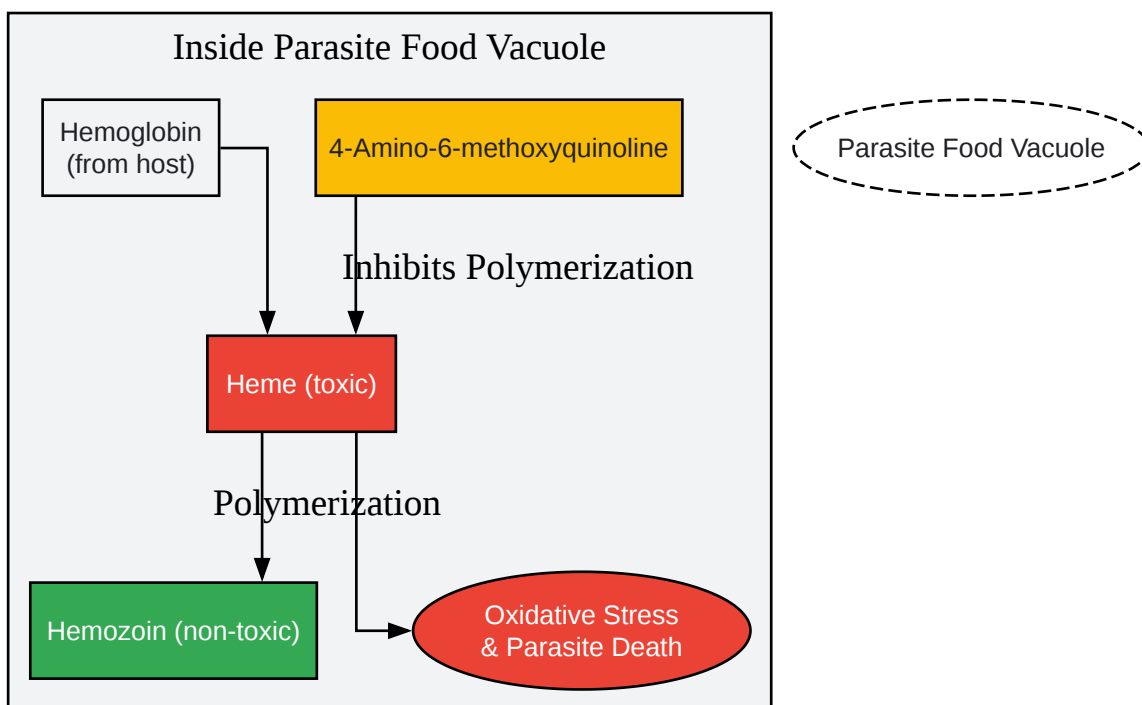 Inside Parasite Food Vacuole
Hemoglobin
(from host)
4-Amino-6-methoxyquinoline
Parasite Food Vacuole
Inhibits Polymerization
Heme (toxic)
Polymerization
Hemozoin (non-toxic)
Oxidative Stress
& Parasite Death